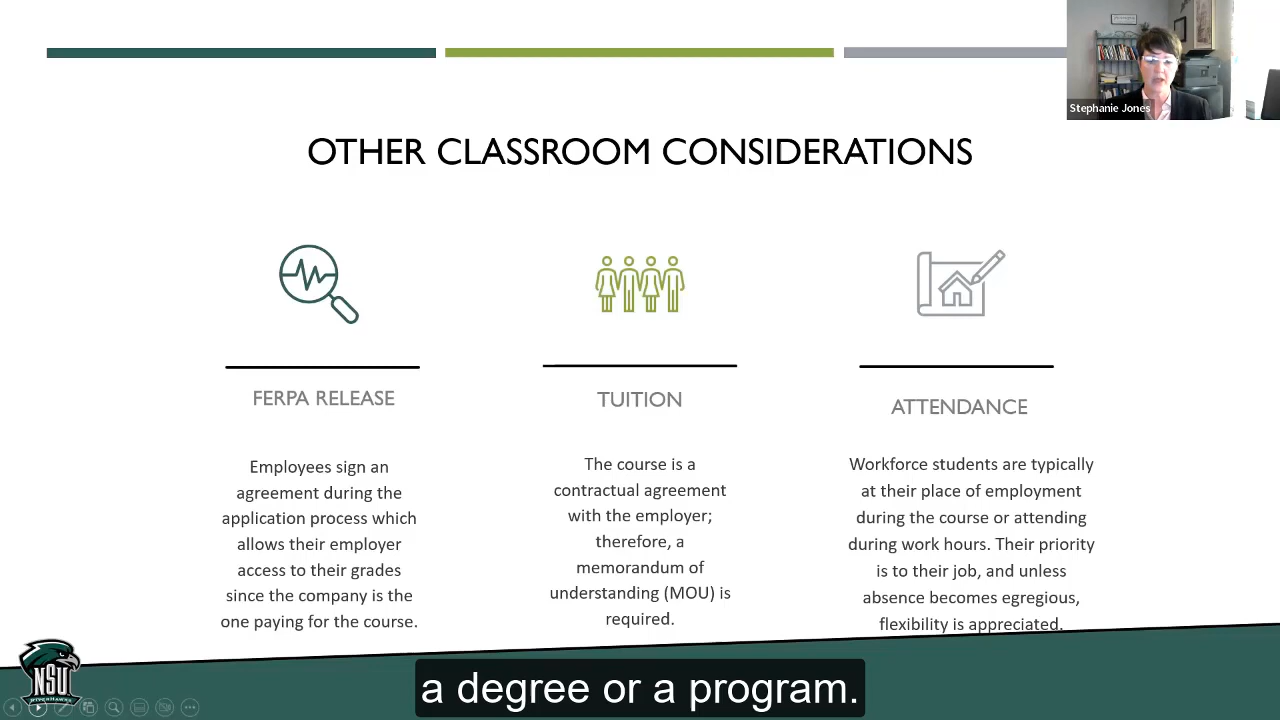 Stephanie Jones
OTHER CLASSROOM CONSIDERATIONS
FERPA RELEASE
Employees sign an
agreement during the
application process which
allows their employer
access to their grades
since the company is the
one paying for the course.
TUITION
The course is a
contractual agreement
with the employer;
therefore, a
memorandum of
understanding (MOU) is
required.
ATTENDANCE
Workforce students are typically
at their place of employment
during the course or attending
during work hours. Their priority
is to their job, and unless
absence becomes egregious,
flexibility is appreciated.
NSU
RIVERHAWKS
a degree or a program.